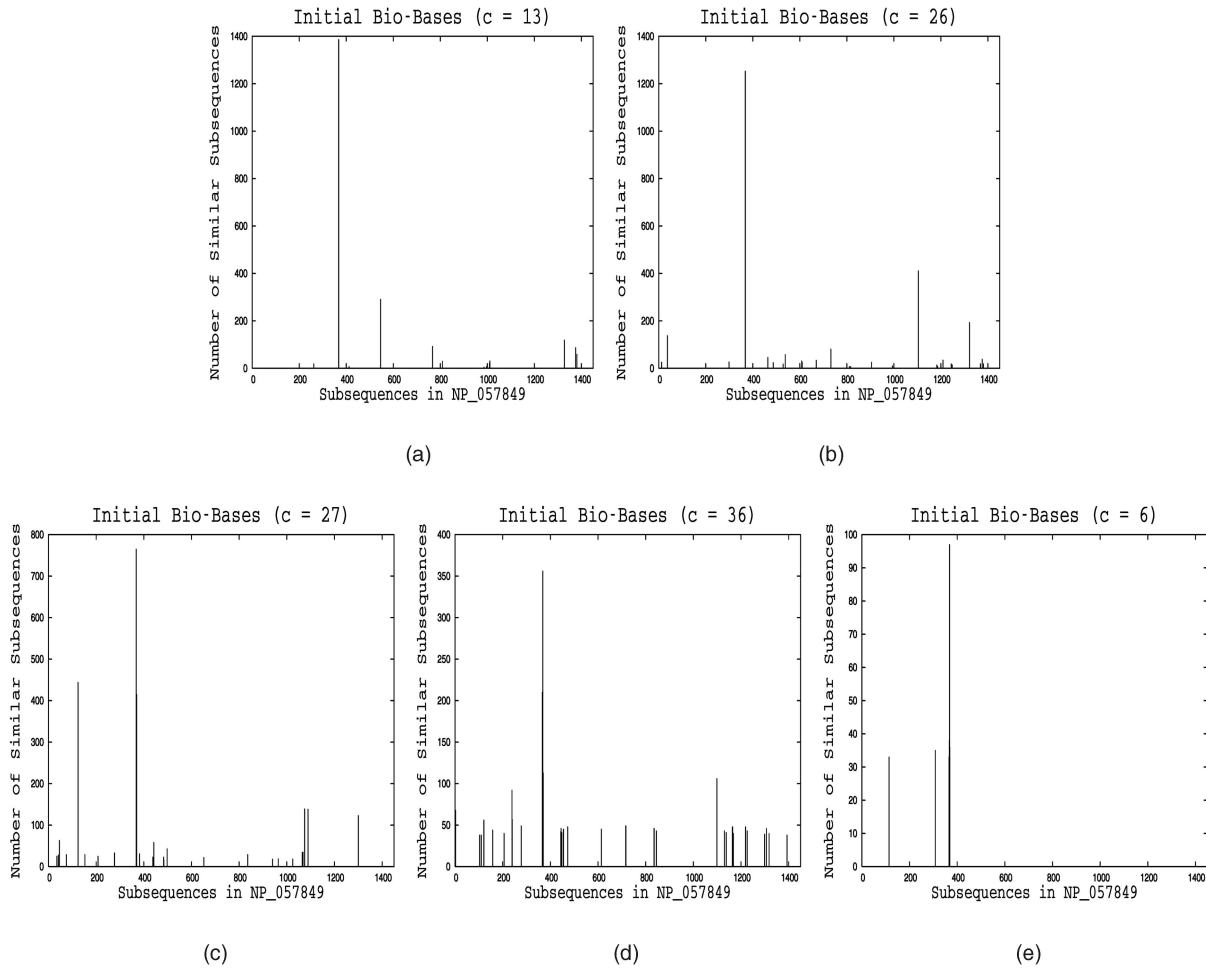 Initial Bio-Bases (c = 13)
Number of Similar Subsequences
1400
1200
1000
800
600
400
200
0
0 200 400 600 800 1000 1200 1400
Subsequences in NP_057849
(a)
Initial Bio-Bases (c = 26)
Number of Similar Subsequences
1400
1200
1000
800
600
400
200
0
0 200 400 600 800 1000 1200 1400
Subsequences in NP_057849
(b)
Initial Bio-Bases (c = 27)
Number of Similar Subsequences
800
700
600
500
400
300
200
100
0
0 200 400 600 800 1000 1200 1400
Subsequences in NP_057849
(c)
Initial Bio-Bases (c = 36)
Number of Similar Subsequences
400
350
300
250
200
150
100
50
0
0 200 400 600 800 1000 1200 1400
Subsequences in NP_057849
(d)
Initial Bio-Bases (c = 6)
Number of Similar Subsequences
100
90
80
70
60
50
40
30
20
10
0
0 200 400 600 800 1000 1200 1400
Subsequences in NP_057849
(e)